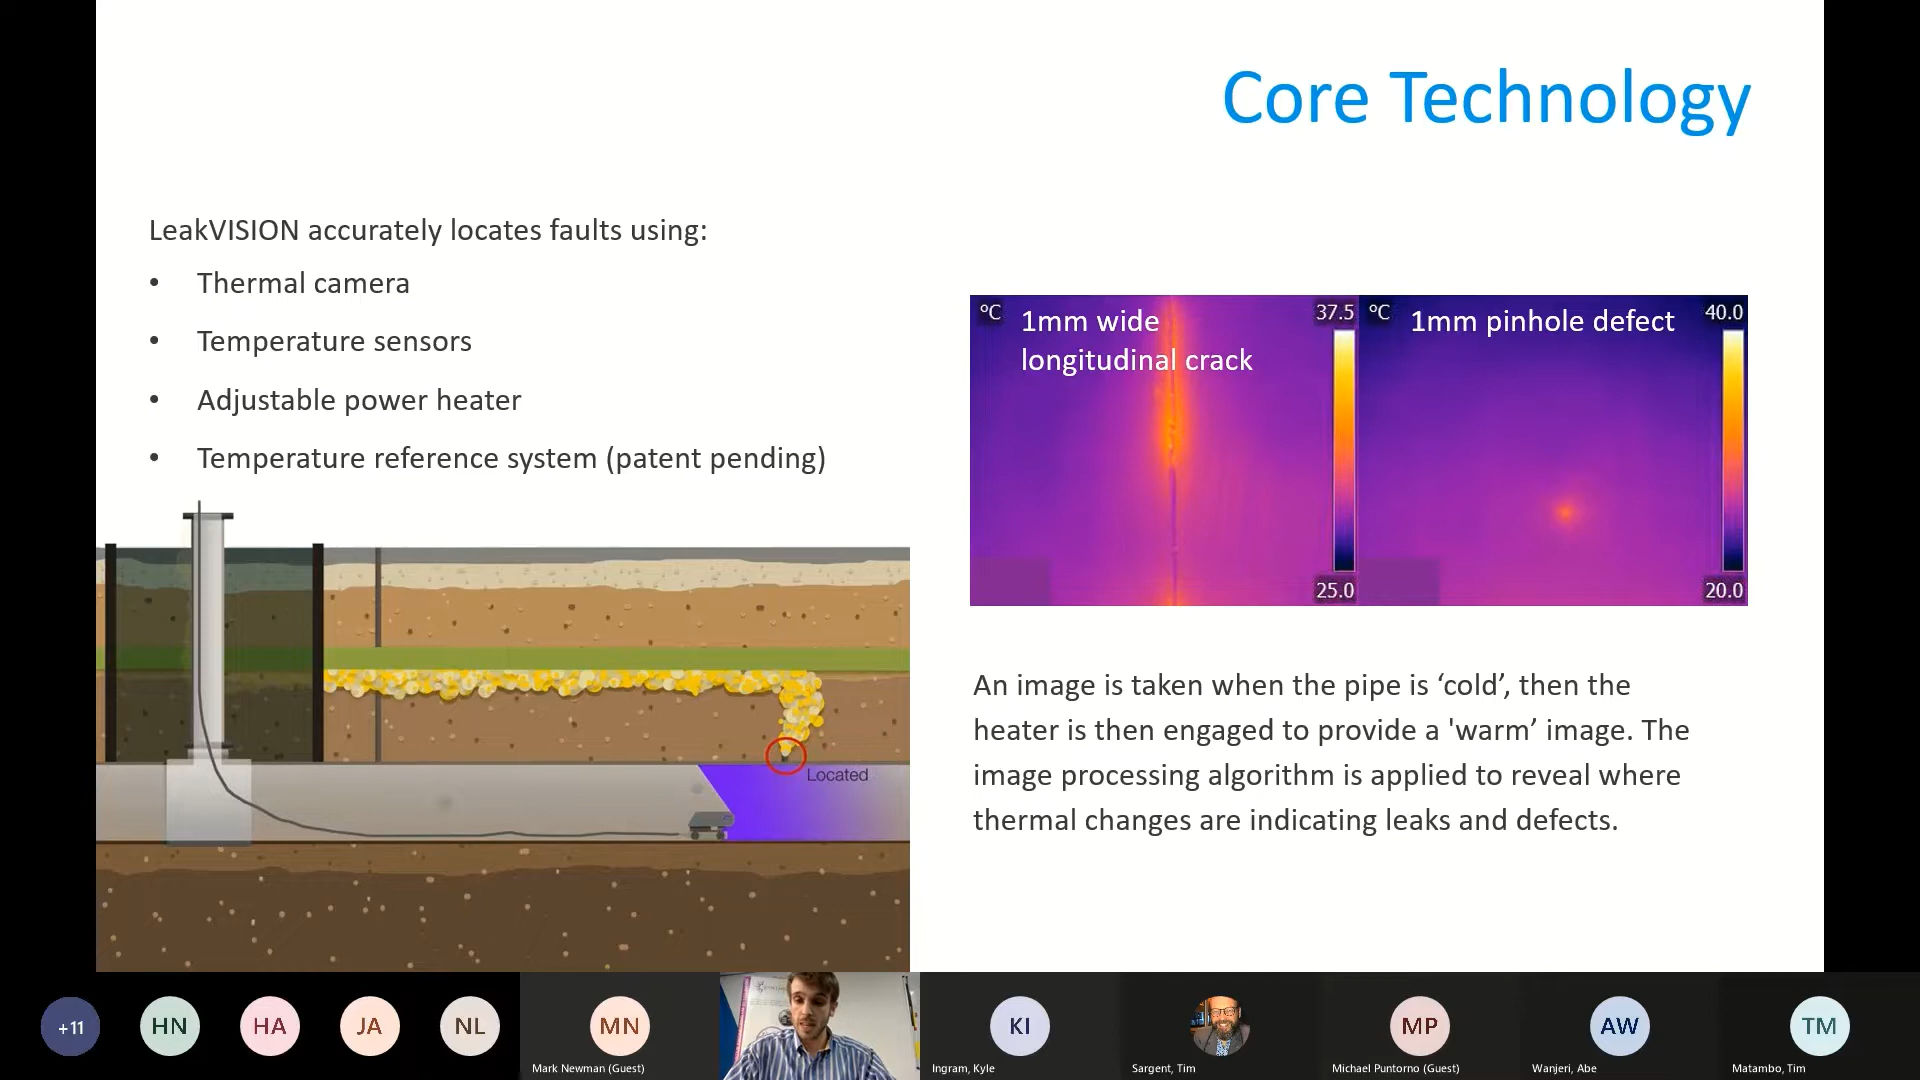 Core Technology
LeakVISION accurately locates faults using:
• Thermal camera
• Temperature sensors
• Adjustable power heater
• Temperature reference system (patent pending)
Located
°C
1mm wide
longitudinal crack
37.5
25.0
°C
1mm pinhole defect
40.0
20.0
An image is taken when the pipe is ‘cold’, then the
heater is then engaged to provide a 'warm’ image. The
image processing algorithm is applied to reveal where
thermal changes are indicating leaks and defects.
+11
HN
HA
JA
NL
MN
Mark Newman (Guest)
KI
Ingram, Kyle
Sargent, Tim
MP
Michael Puntorno (Guest)
AW
Wanjeri, Abe
TM
Matambo, Tim